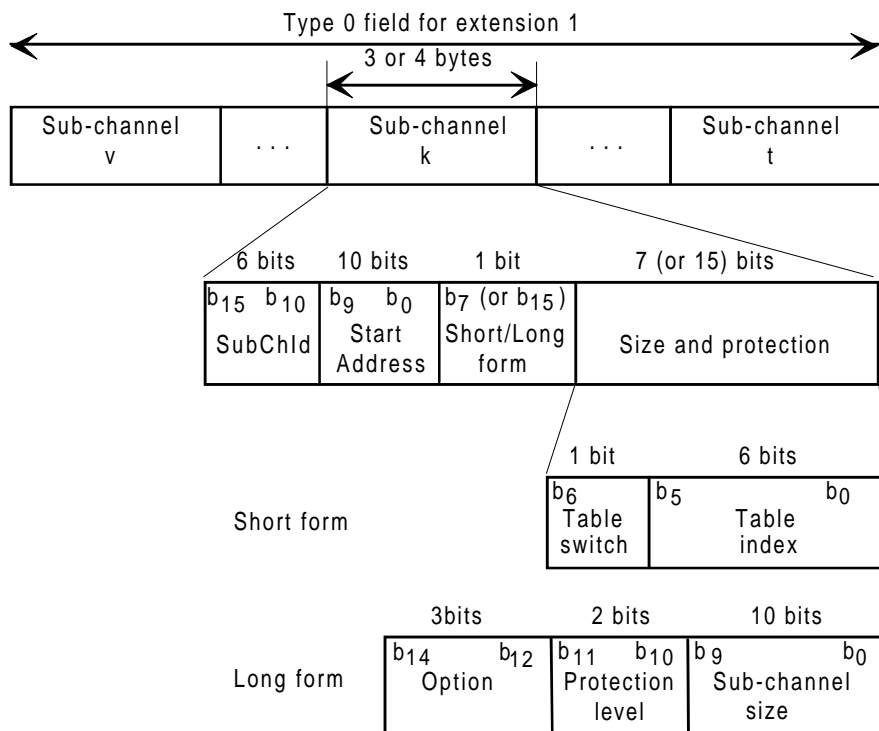 Type 0 field for extension 1
3 or 4 bytes
Sub-channel v
. . .
Sub-channel k
. . .
Sub-channel t
6 bits
10 bits
1 bit
7 (or 15) bits
b15 b10
SubChId
b9 b0
Start
Address
b7 (or b15)
Short/Long
form
Size and protection
1 bit
6 bits
Short form
b6
Table
switch
b5 b0
Table
index
3bits
2 bits
10 bits
Long form
b14 b12
Option
b11 b10
Protection
level
b9 b0
Sub-channel
size